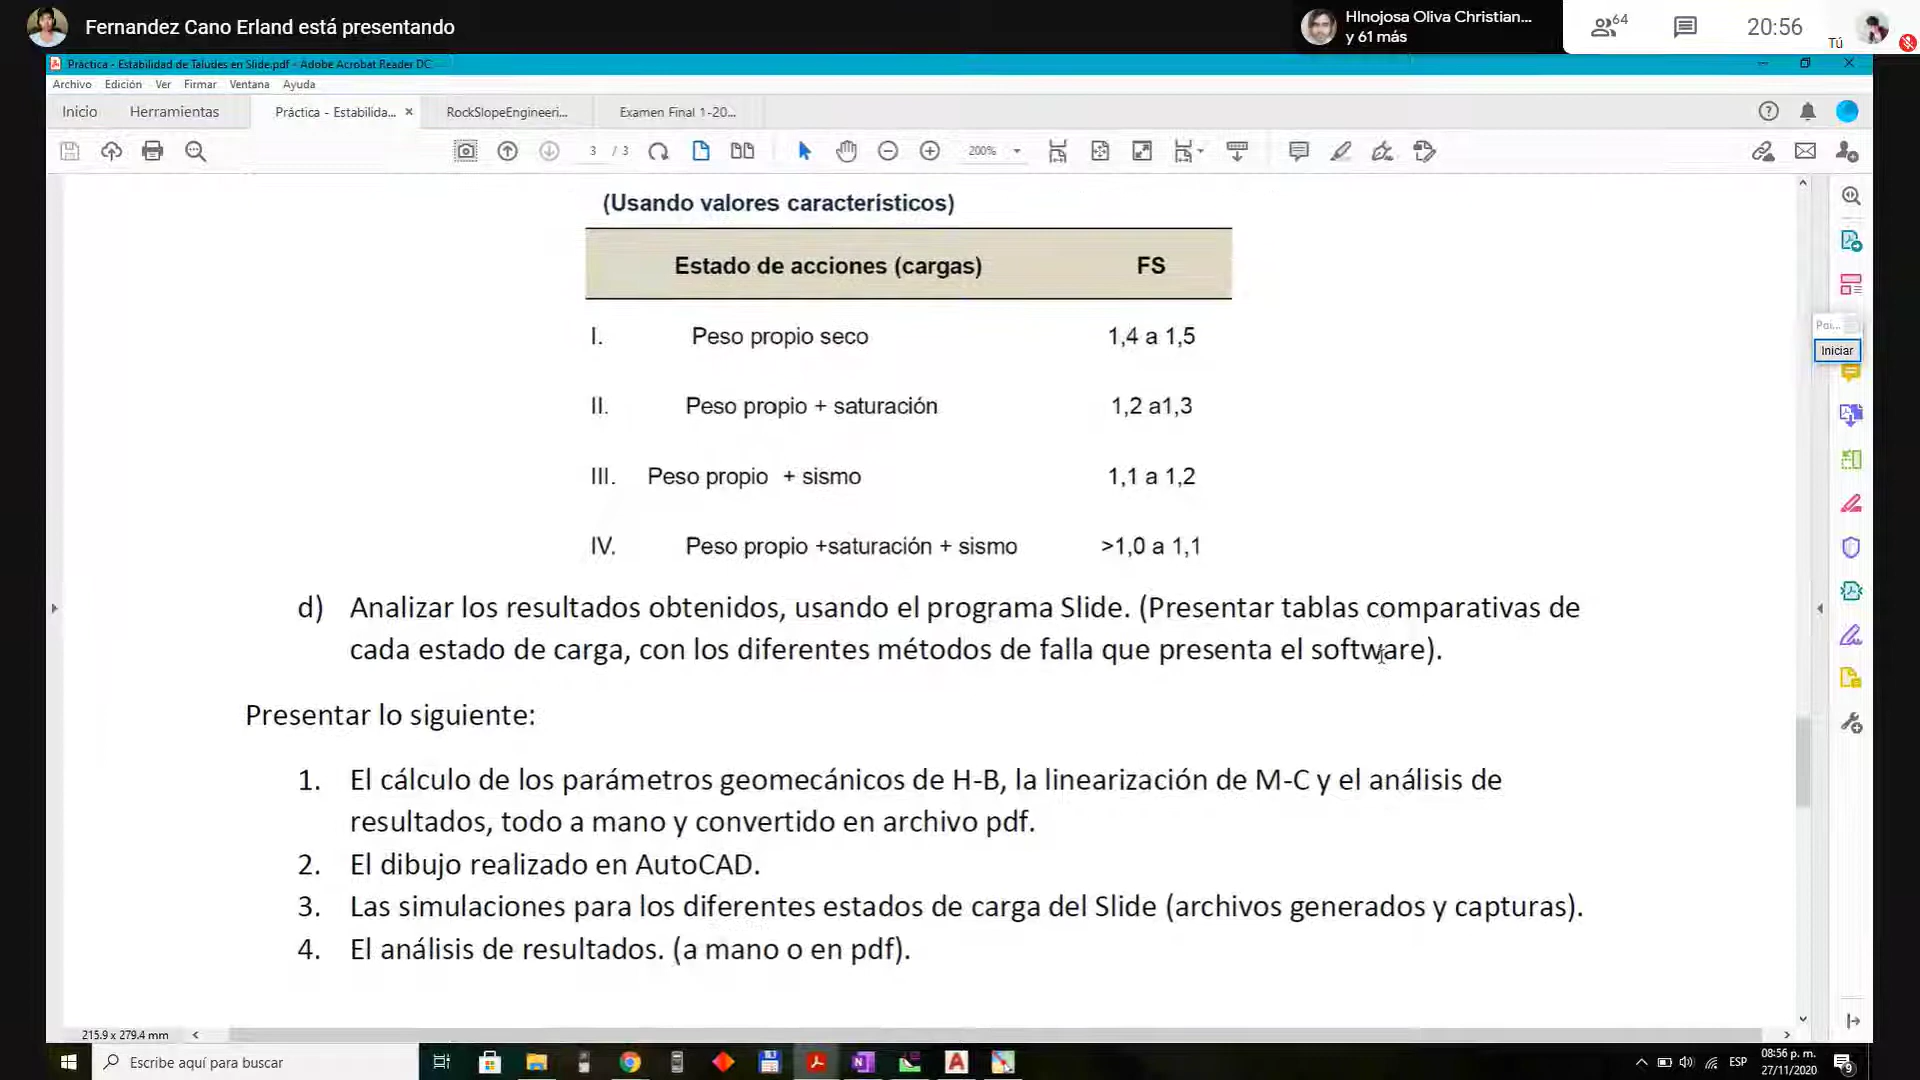 Fernandez Cano Erland está presentando
HInojosa Oliva Christian...
y 61 más
64
20:56
Tú
Práctica - Estabilidad de Taludes en Slide.pdf - Adobe Acrobat Reader DC
Archivo Edición Ver Firmar Ventana Ayuda
Inicio Herramientas Práctica - Estabilida... × RockSlopeEngineeri... Examen Final 1-20...
3 / 3 200%
(Usando valores característicos)
Estado de acciones (cargas) FS
I. Peso propio seco 1,4 a 1,5
II. Peso propio + saturación 1,2 a1,3
III. Peso propio + sismo 1,1 a 1,2
IV. Peso propio +saturación + sismo >1,0 a 1,1
Poi...
Iniciar
d) Analizar los resultados obtenidos, usando el programa Slide. (Presentar tablas comparativas de
cada estado de carga, con los diferentes métodos de falla que presenta el software).
Presentar lo siguiente:
1. El cálculo de los parámetros geomecánicos de H-B, la linearización de M-C y el análisis de
resultados, todo a mano y convertido en archivo pdf.
2. El dibujo realizado en AutoCAD.
3. Las simulaciones para los diferentes estados de carga del Slide (archivos generados y capturas).
4. El análisis de resultados. (a mano o en pdf).
215.9 x 279.4 mm
Escribe aquí para buscar
ESP
08:56 p. m.
27/11/2020
9